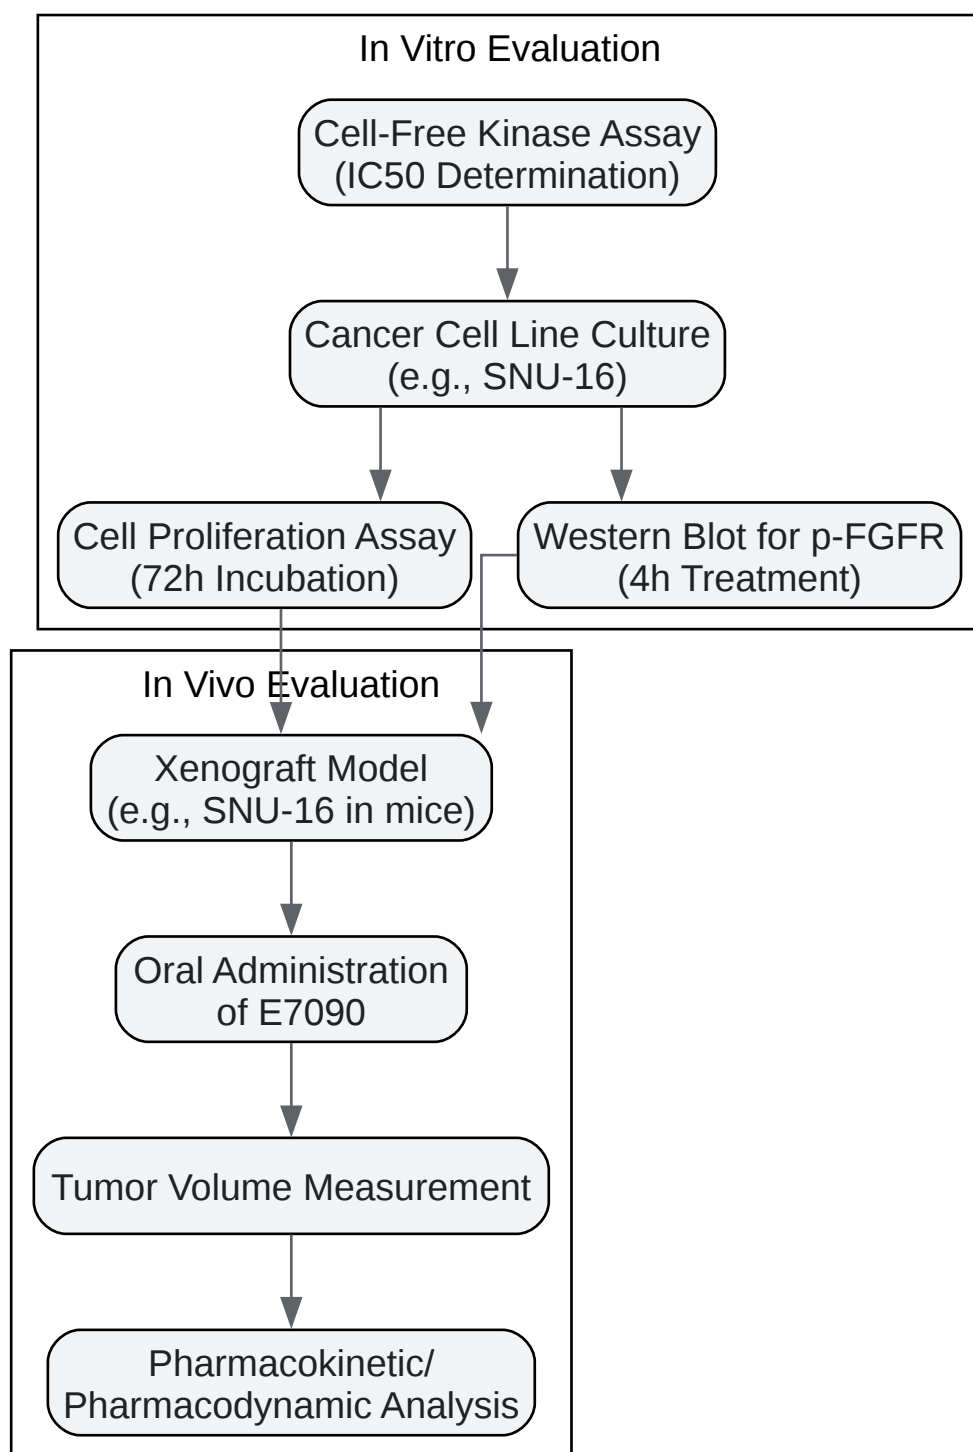 In Vitro Evaluation
Cell-Free Kinase Assay
(IC50 Determination)
Cancer Cell Line Culture
(e.g., SNU-16)
Cell Proliferation Assay
(72h Incubation)
Western Blot for p-FGFR
(4h Treatment)
In Vivo Evaluation
Xenograft Model
(e.g., SNU-16 in mice)
Oral Administration
of E7090
Tumor Volume Measurement
Pharmacokinetic/
Pharmacodynamic Analysis